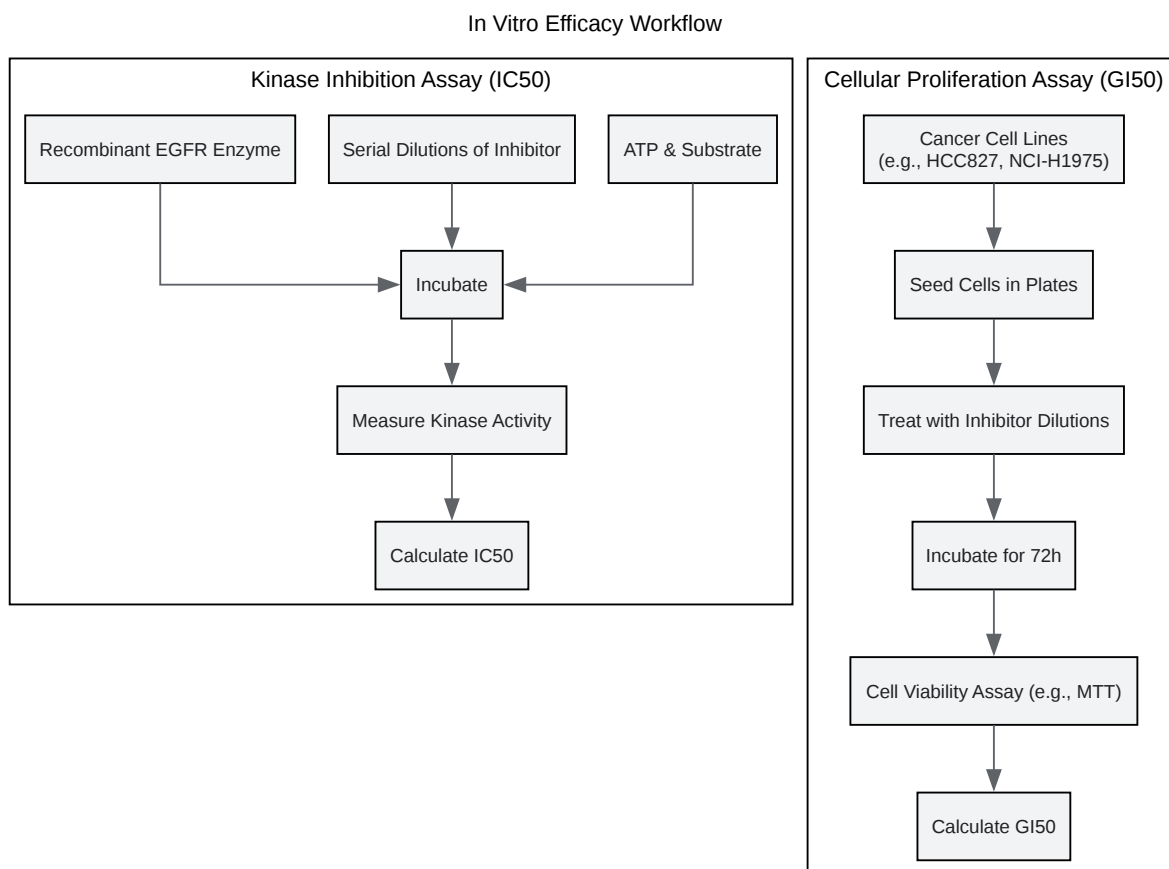 In Vitro Efficacy Workflow
Kinase Inhibition Assay (IC50)
Recombinant EGFR Enzyme
Serial Dilutions of Inhibitor
ATP & Substrate
Incubate
Measure Kinase Activity
Calculate IC50
Cellular Proliferation Assay (GI50)
Cancer Cell Lines
(e.g., HCC827, NCI-H1975)
Seed Cells in Plates
Treat with Inhibitor Dilutions
Incubate for 72h
Cell Viability Assay (e.g., MTT)
Calculate GI50